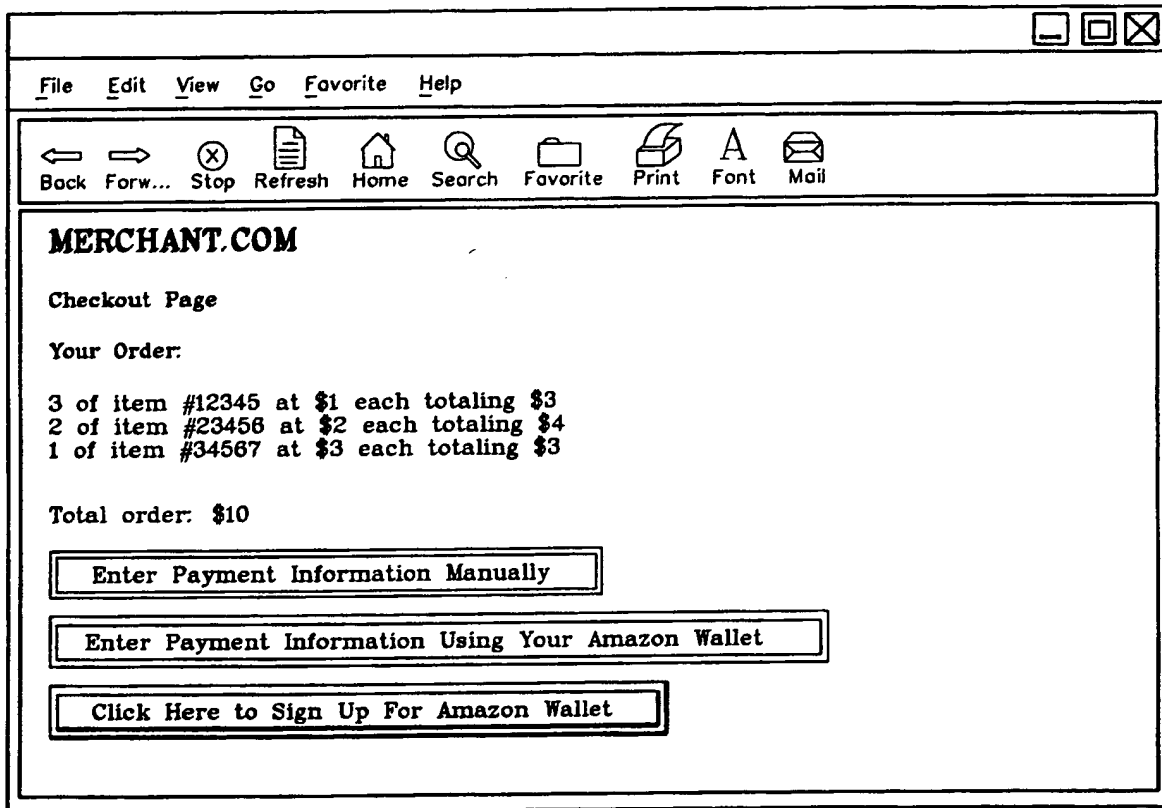 File Edit View Go Favorite Help
Back Forw... Stop Refresh Home Search Favorite Print Font Mail
MERCHANT.COM
Checkout Page
Your Order:
3 of item #12345 at $1 each totaling $3
2 of item #23456 at $2 each totaling $4
1 of item #34567 at $3 each totaling $3
Total order: $10
Enter Payment Information Manually
Enter Payment Information Using Your Amazon Wallet
Click Here to Sign Up For Amazon Wallet